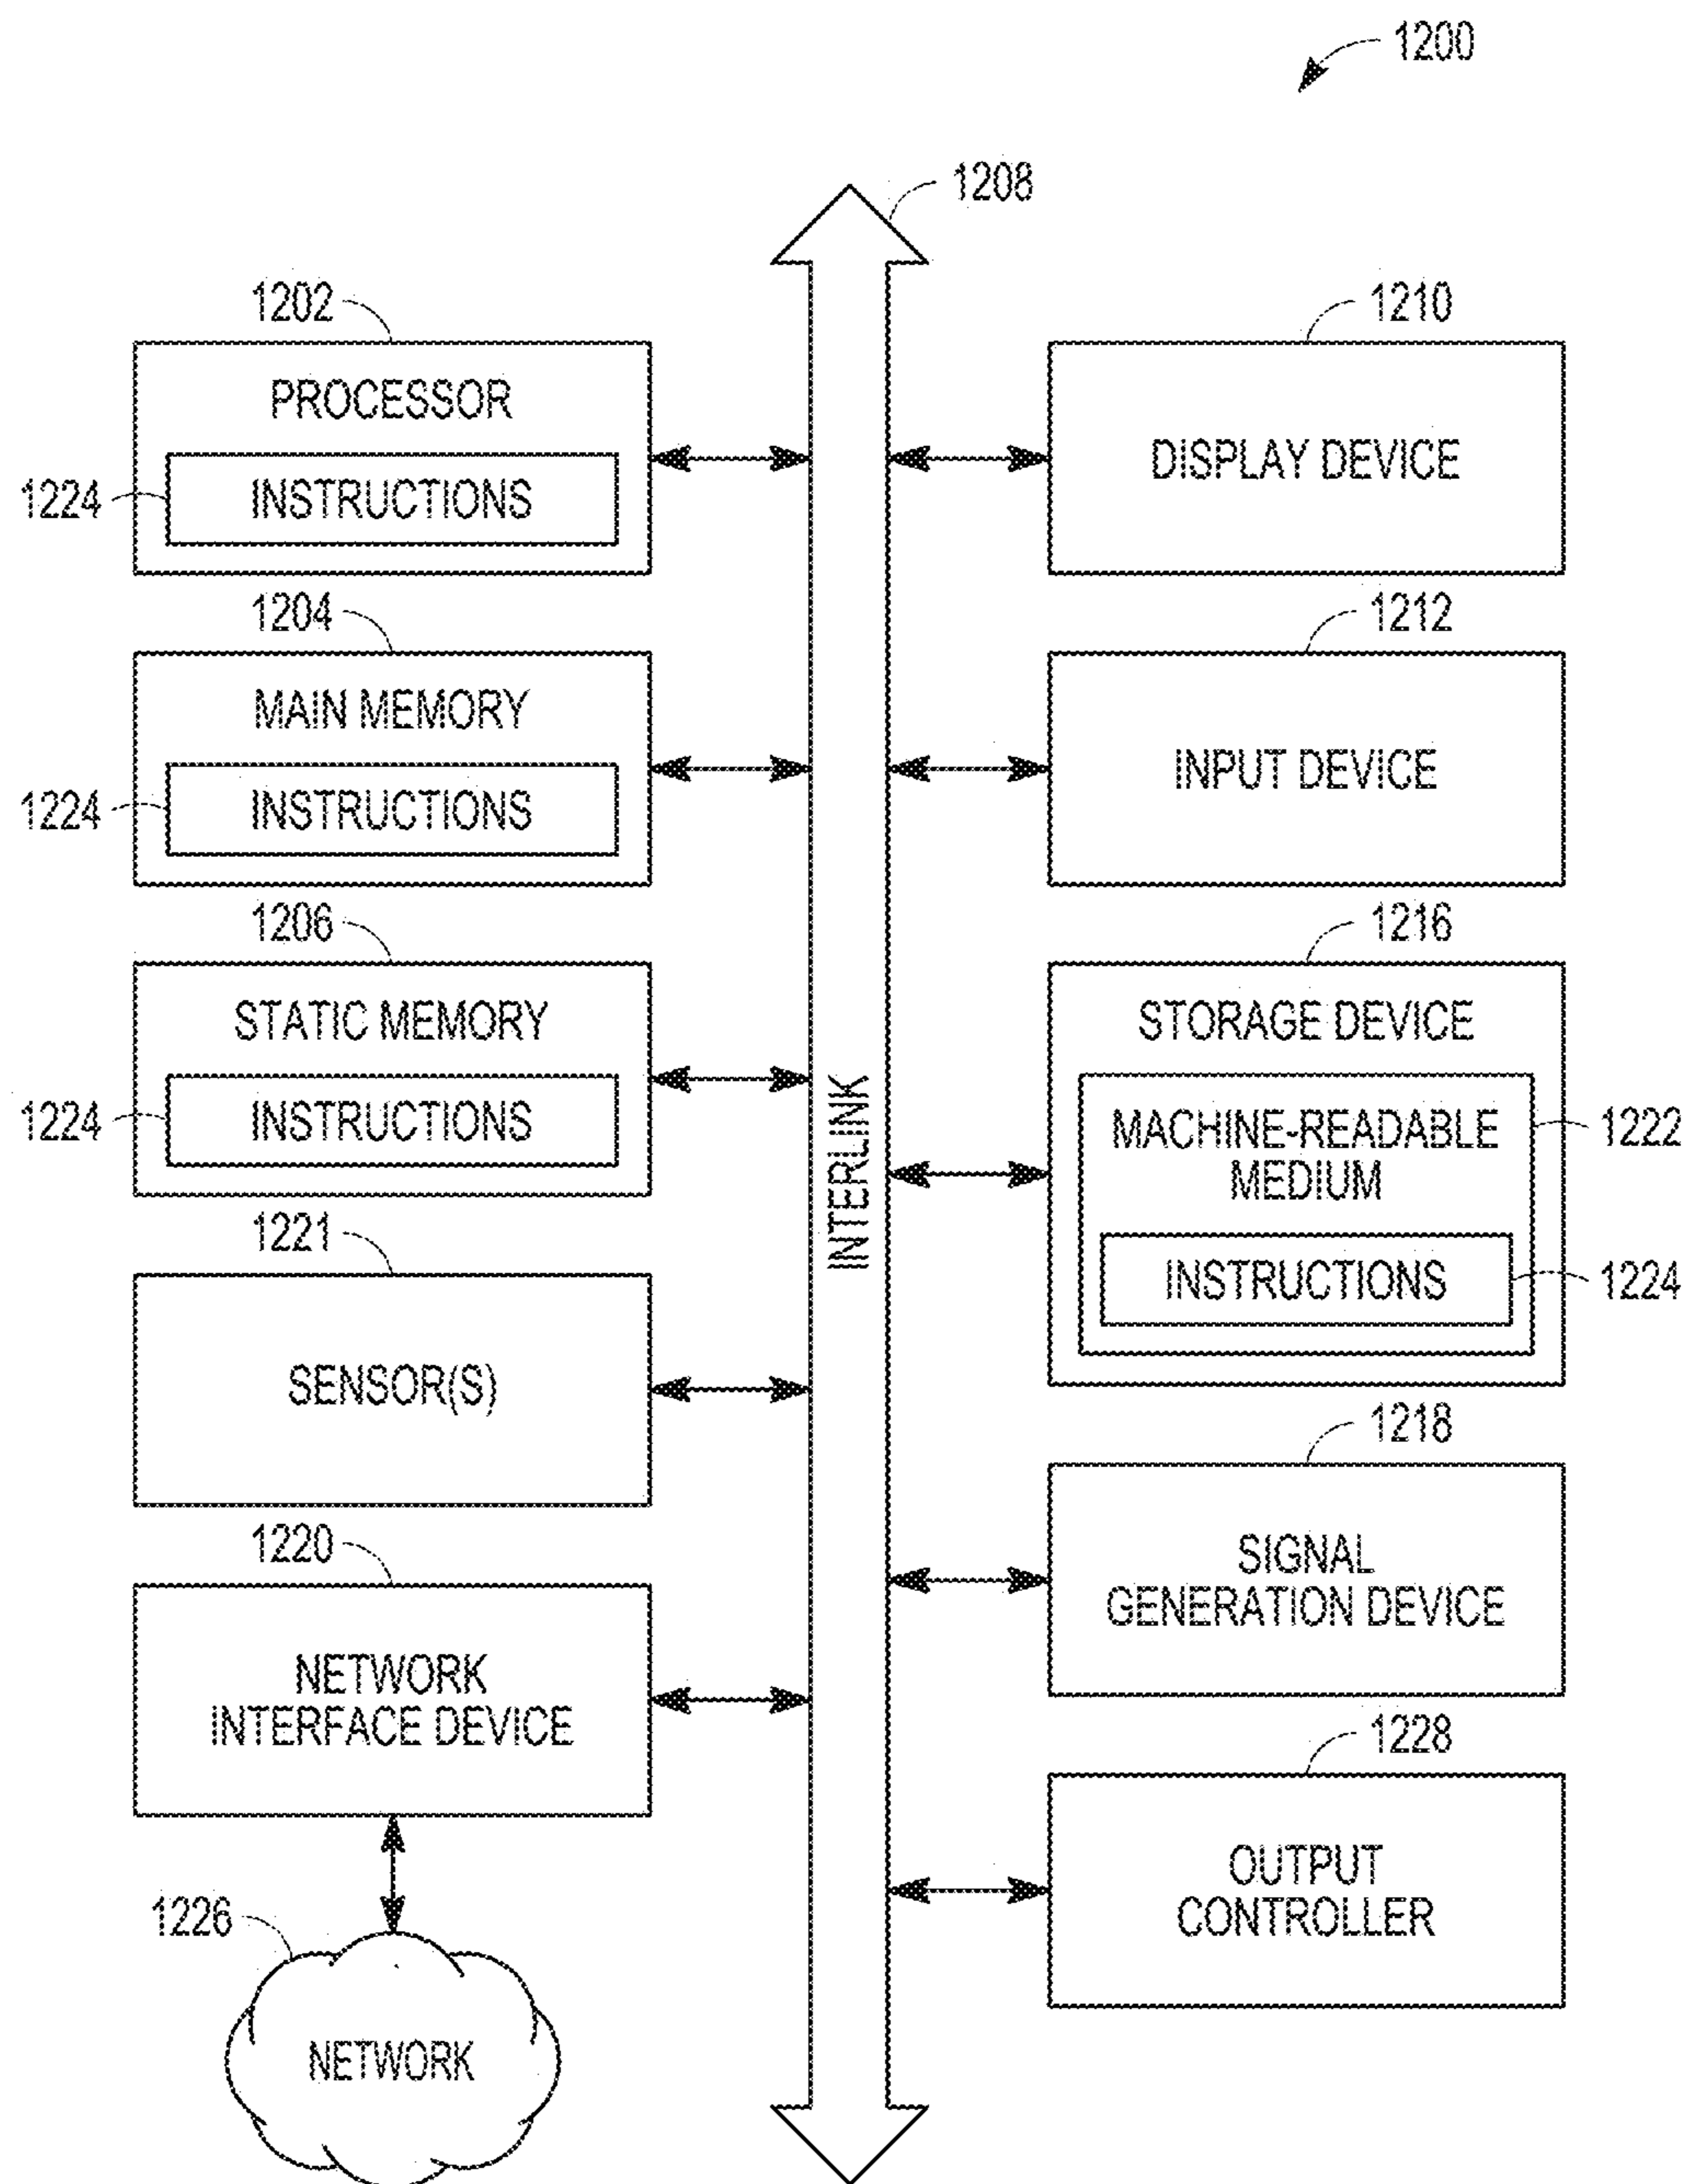 1200
1208
1202
PROCESSOR
1224
INSTRUCTIONS
1204
MAIN MEMORY
1224
INSTRUCTIONS
1206
STATIC MEMORY
1224
INSTRUCTIONS
1221
SENSOR(S)
1220
NETWORK
INTERFACE DEVICE
1226
NETWORK
INTERLINK
1210
DISPLAY DEVICE
1212
INPUT DEVICE
1216
STORAGE DEVICE
MACHINE-READABLE
MEDIUM
1222
INSTRUCTIONS
1224
1218
SIGNAL
GENERATION DEVICE
1228
OUTPUT
CONTROLLER